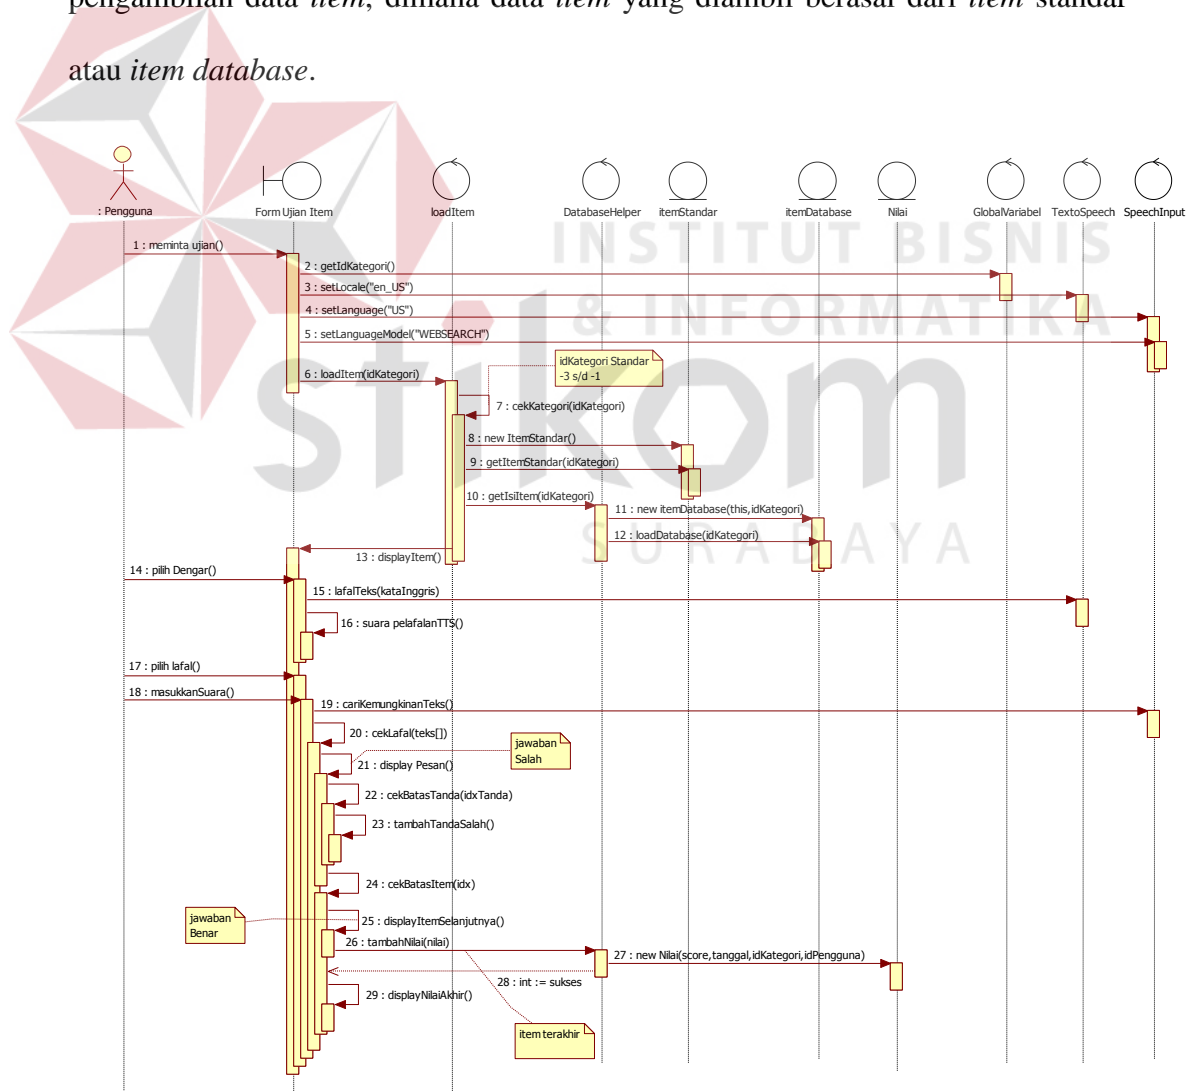 pengambilan data item, dimana data item yang diambil berasal dari item standar
atau item database.
: Pengguna
Form Ujian Item
loadItem
DatabaseHelper
itemStandar
itemDatabase
Nilai
GlobalVariabel
TextoSpeech
SpeechInput
INSTITUT BISNIS
& INFORMATIKA
stikom
SURABAYA
1 : meminta ujian()
2 : getIdKategori()
3 : setLocale("en_US")
4 : setLanguage("US")
5 : setLanguageModel("WEBSEARCH")
idKategori Standar
-3 s/d -1
6 : loadItem(idKategori)
7 : cekKategori(idKategori)
8 : new ItemStandar()
9 : getItemStandar(idKategori)
10 : getIsiItem(idKategori)
11 : new itemDatabase(this,idKategori)
12 : loadDatabase(idKategori)
13 : displayItem()
14 : pilih Dengar()
15 : lafalTeks(kataInggris)
16 : suara pelafalanTTS()
17 : pilih lafal()
18 : masukkanSuara()
19 : cariKemungkinanTeks()
20 : cekLafal(teks[])
jawaban
Salah
21 : display Pesan()
22 : cekBatasTanda(idxTanda)
23 : tambahTandaSalah()
24 : cekBatasItem(idx)
jawaban
Benar
25 : displayItemSelanjutnya()
26 : tambahNilai(nilai)
27 : new Nilai(score,tanggal,idKategori,idPengguna)
28 : int := sukses
29 : displayNilaiAkhir()
item terakhir